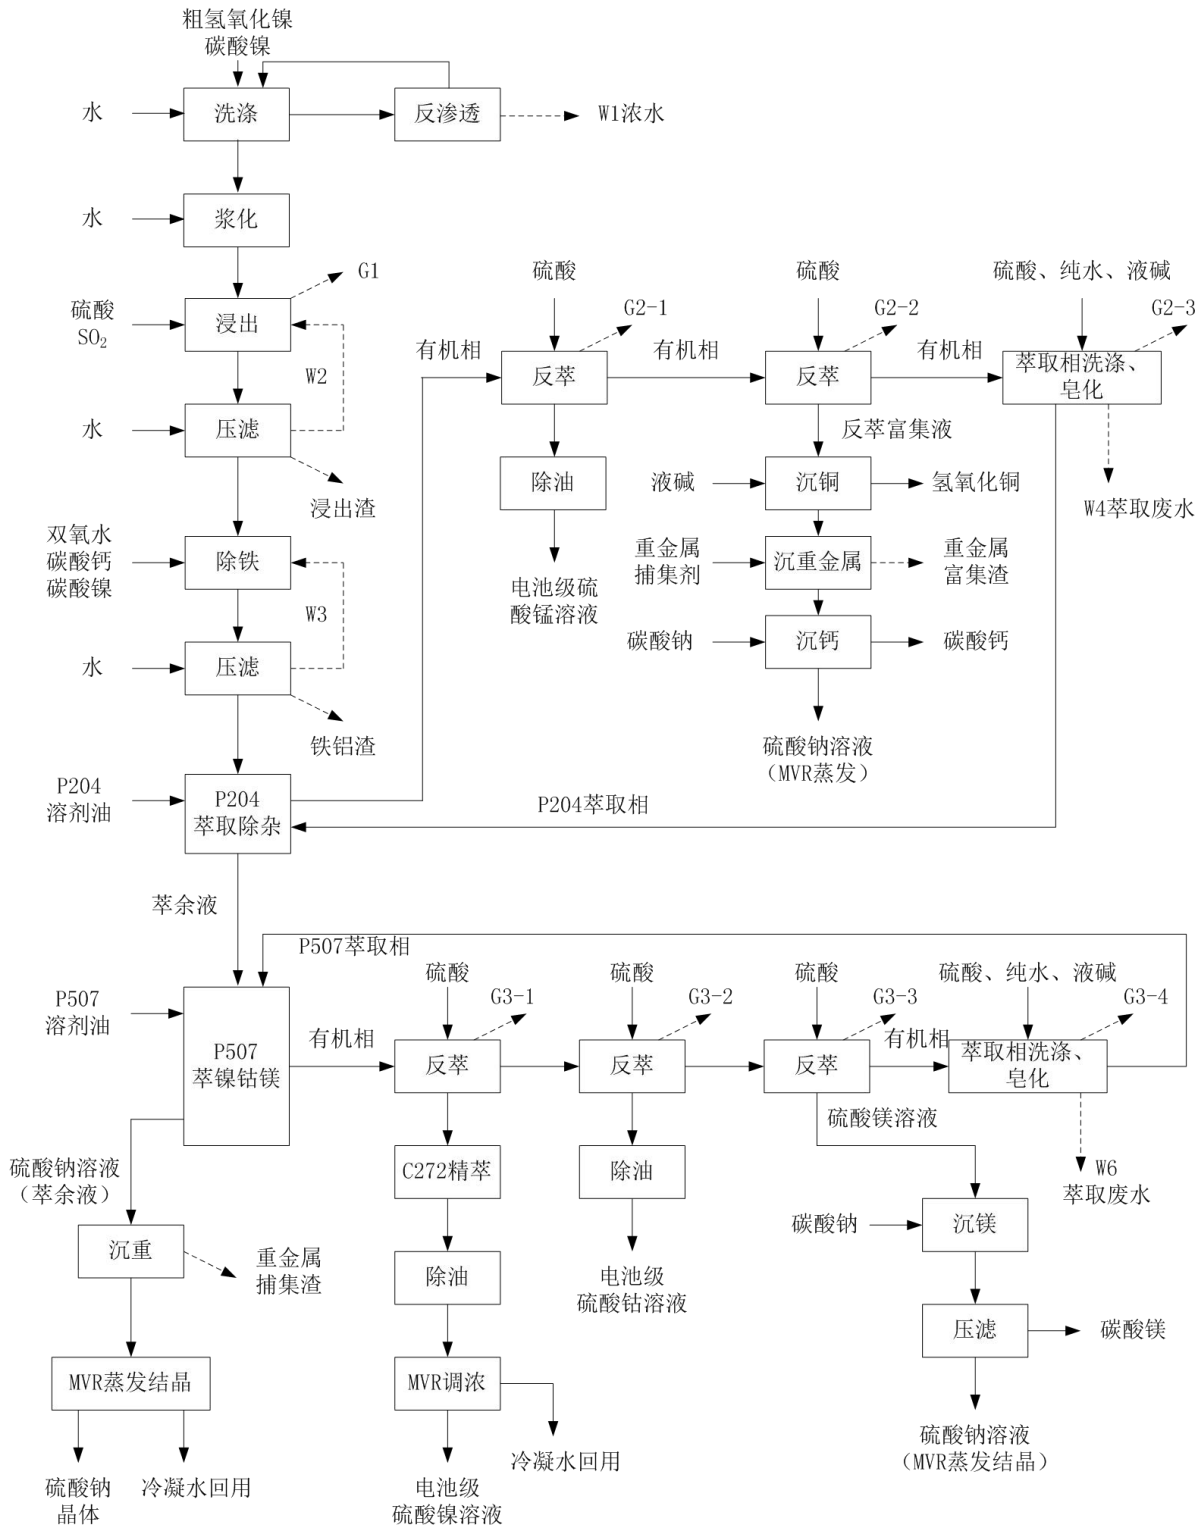 粗氢氧化镍
碳酸镍
水
洗涤
反渗透
W1浓水
水
浆化
G1
硫酸
SO₂
浸出
W2
水
压滤
浸出渣
双氧水
碳酸钙
碳酸镍
除铁
W3
水
压滤
铁铝渣
P204
溶剂油
P204
萃取除杂
有机相
硫酸
G2-1
反萃
除油
电池级硫
酸锰溶液
有机相
硫酸
G2-2
反萃
反萃富集液
液碱
沉铜
氢氧化铜
重金属
捕集剂
沉重金属
重金属
富集渣
碳酸钠
沉钙
碳酸钙
硫酸钠溶液
（MVR蒸发）
有机相
硫酸、纯水、液碱
G2-3
萃取相洗涤、
皂化
W4萃取废水
P204萃取相
萃余液
P507萃取相
P507
溶剂油
P507
萃镍钴镁
有机相
硫酸
G3-1
反萃
C272精萃
除油
MVR调浓
冷凝水回用
电池级
硫酸镍溶液
硫酸
G3-2
反萃
除油
电池级
硫酸钴溶液
硫酸
G3-3
反萃
有机相
硫酸镁溶液
硫酸、纯水、液碱
G3-4
萃取相洗涤、
皂化
W6
萃取废水
碳酸钠
沉镁
压滤
碳酸镁
硫酸钠溶液
（MVR蒸发结晶）
硫酸钠溶液
（萃余液）
沉重
重金属
捕集渣
MVR蒸发结晶
硫酸钠
晶体
冷凝水回用